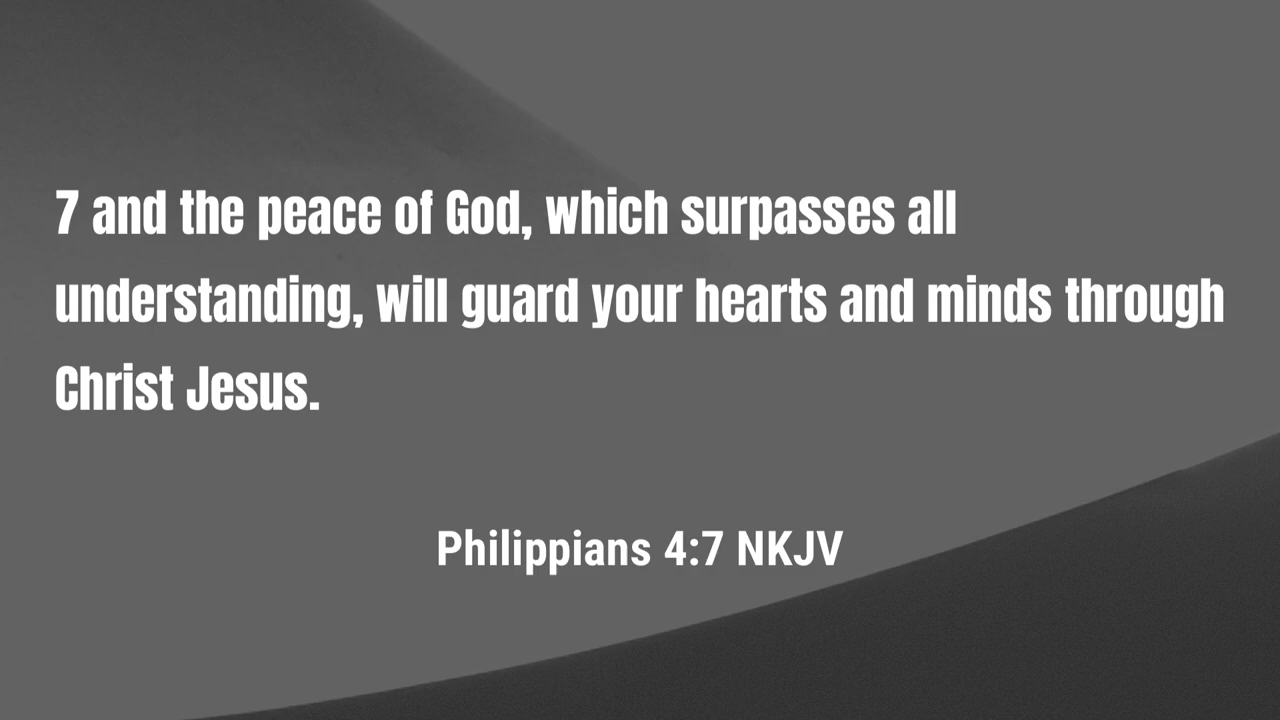 7 and the peace of God, which surpasses all
understanding, will guard your hearts and minds through
Christ Jesus.
Philippians 4:7 NKJV